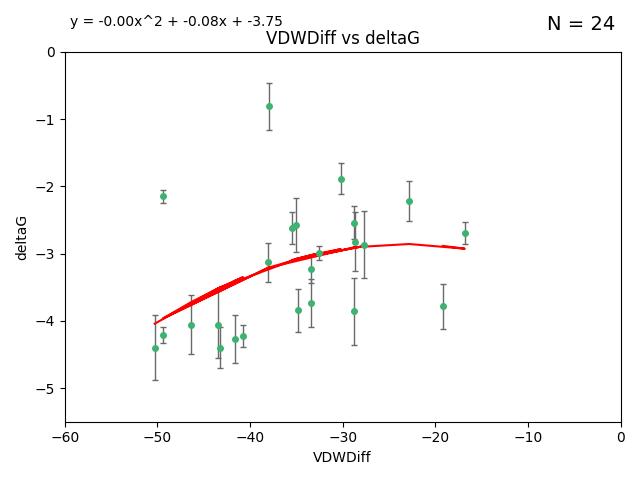 y = -0.00x^2 + -0.08x + -3.75
N = 24
VDWDiff vs deltaG
0
−1
−2
−3
−4
−5
deltaG
−60 −50 −40 −30 −20 −10 0
VDWDiff